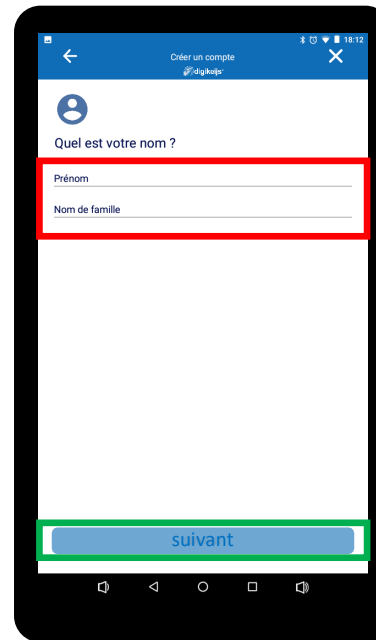 18:12
Créer un compte
digikeijs
Quel est votre nom ?
Prénom
Nom de famille
suivant